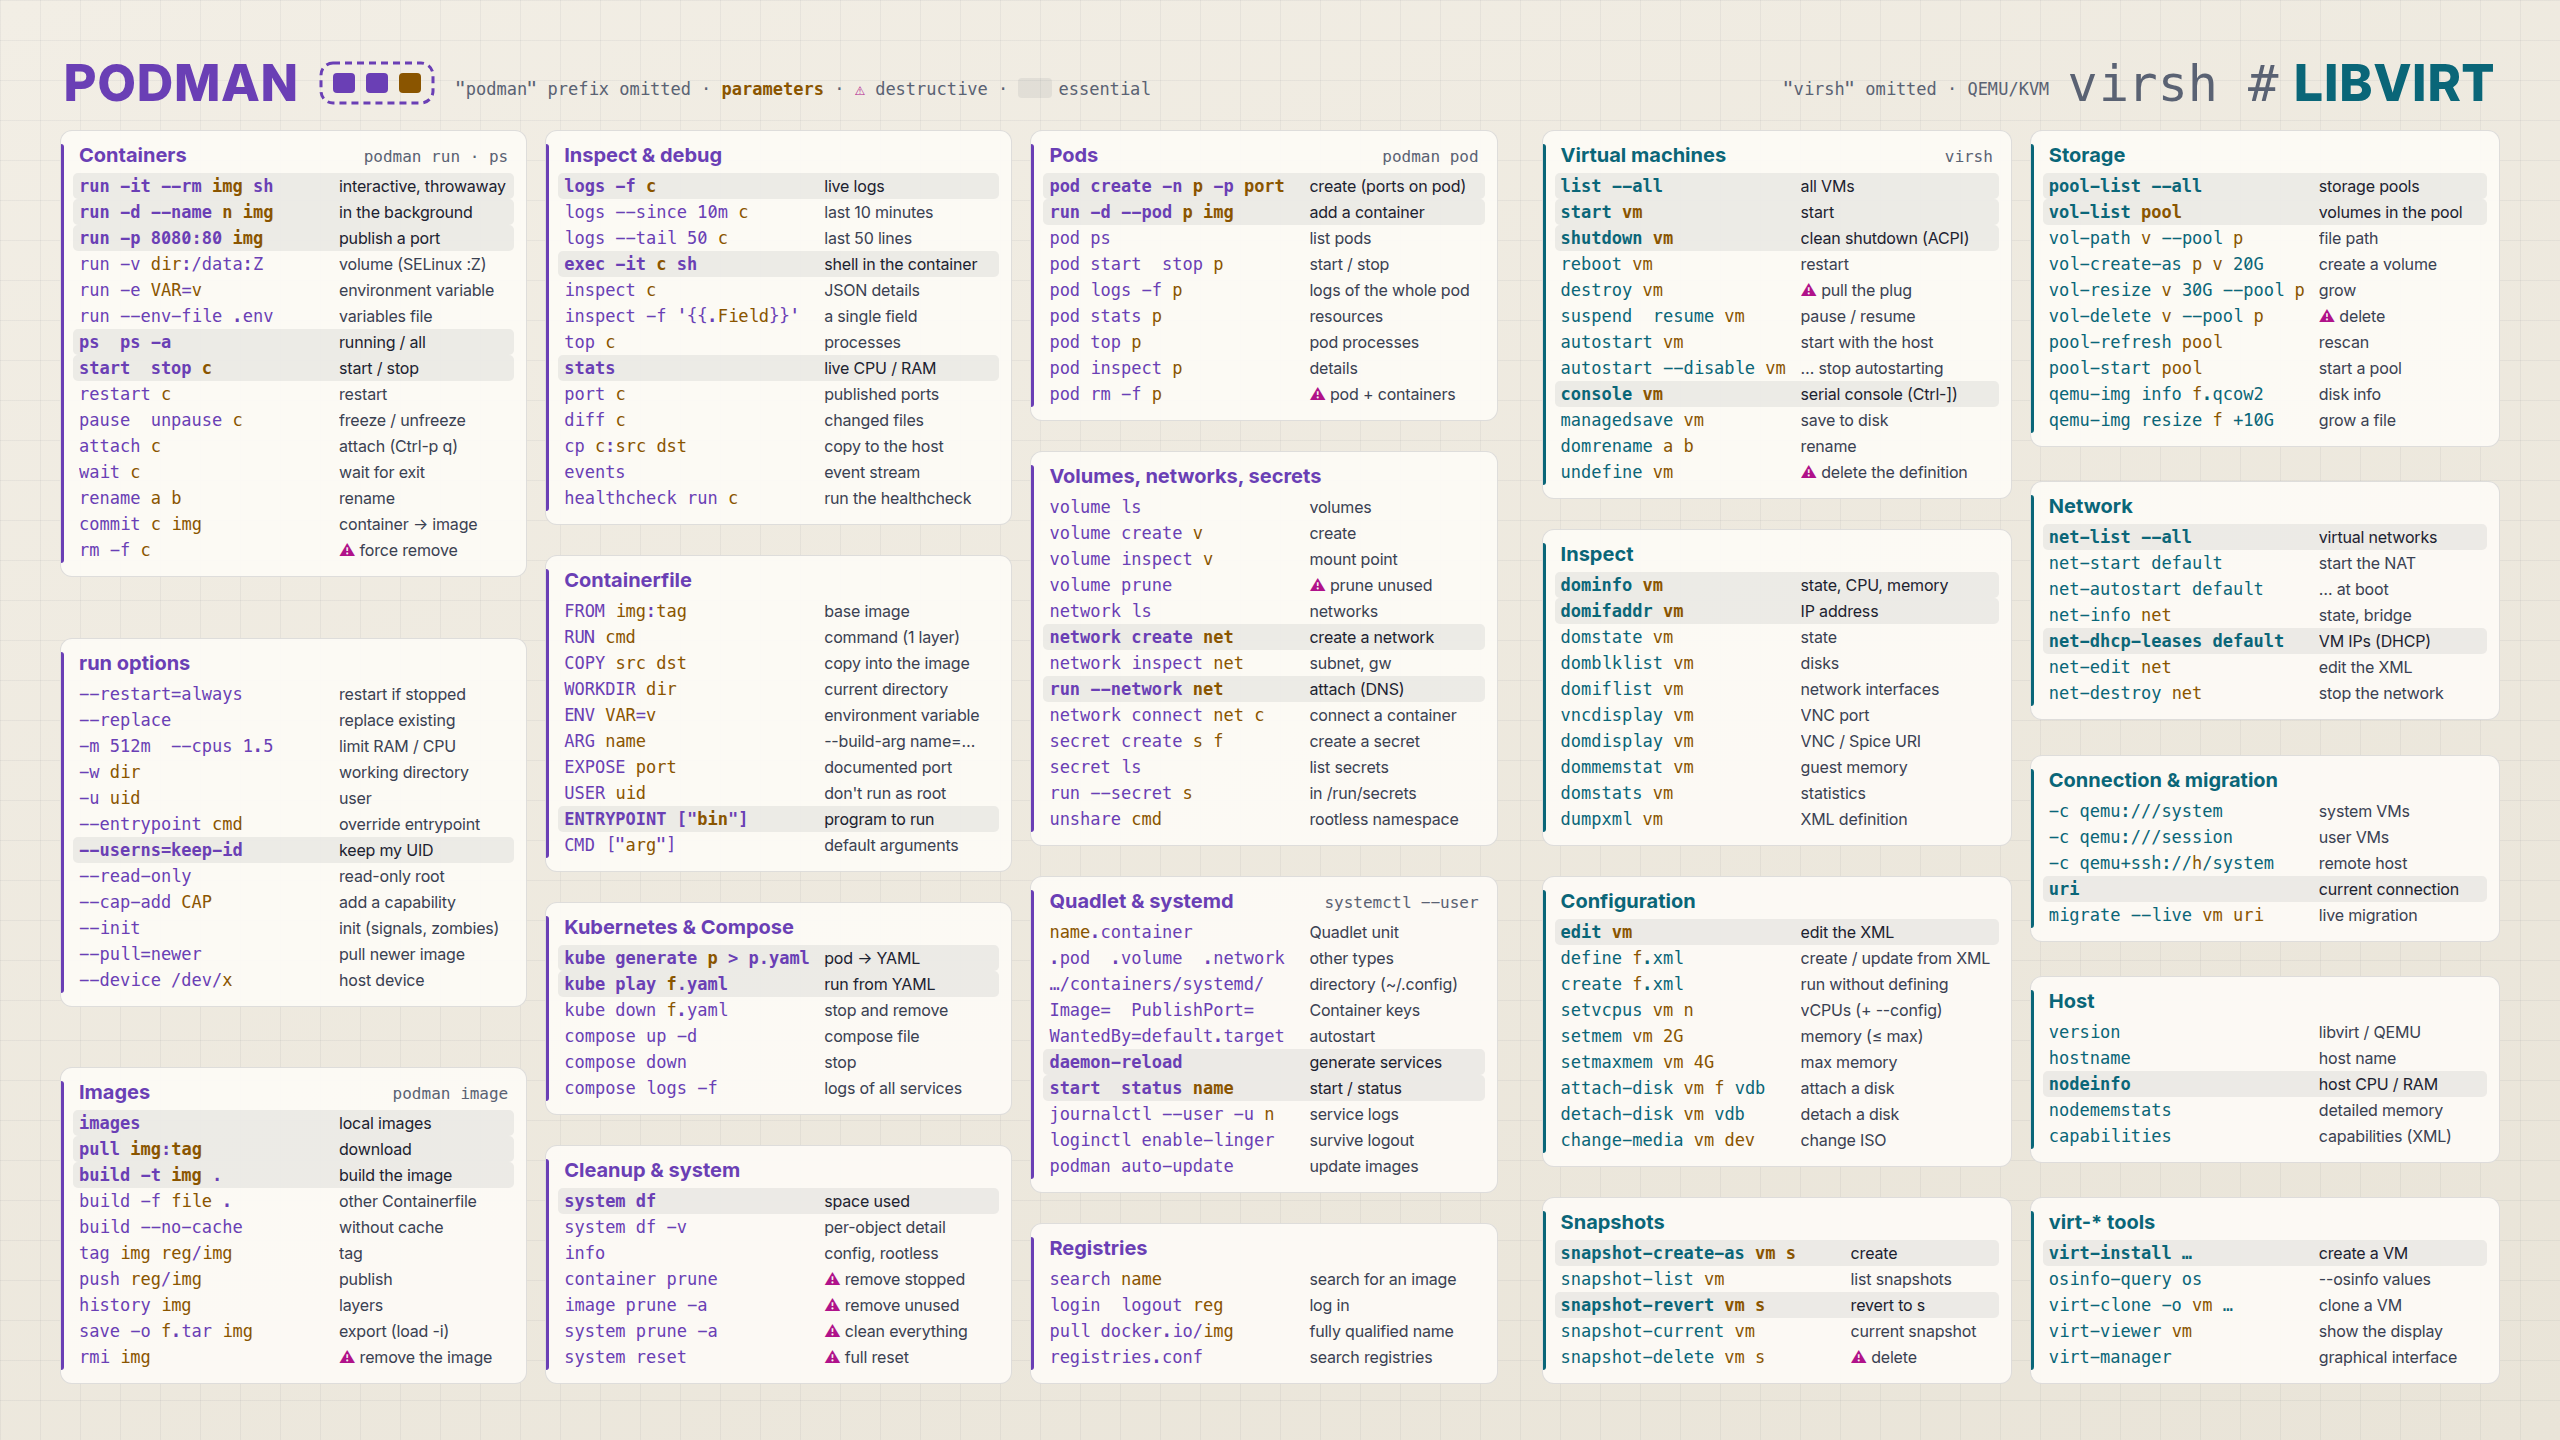 PODMAN "podman" prefix omitted · parameters · ⚠ destructive · essential
"virsh" omitted · QEMU/KVM virsh # LIBVIRT
Containers podman run · ps
run -it --rm img sh interactive, throwaway
run -d --name n img in the background
run -p 8080:80 img publish a port
run -v dir:/data:Z volume (SELinux :Z)
run -e VAR=v environment variable
run --env-file .env variables file
ps ps -a running / all
start stop c start / stop
restart c restart
pause unpause c freeze / unfreeze
attach c attach (Ctrl-p q)
wait c wait for exit
rename a b rename
commit c img container → image
rm -f c ⚠ force remove
run options
--restart=always restart if stopped
--replace replace existing
-m 512m --cpus 1.5 limit RAM / CPU
-w dir working directory
-u uid user
--entrypoint cmd override entrypoint
--userns=keep-id keep my UID
--read-only read-only root
--cap-add CAP add a capability
--init init (signals, zombies)
--pull=newer pull newer image
--device /dev/x host device
Images podman image
images local images
pull img:tag download
build -t img . build the image
build -f file . other Containerfile
build --no-cache without cache
tag img reg/img tag
push reg/img publish
history img layers
save -o f.tar img export (load -i)
rmi img ⚠ remove the image
Inspect & debug
logs -f c live logs
logs --since 10m c last 10 minutes
logs --tail 50 c last 50 lines
exec -it c sh shell in the container
inspect c JSON details
inspect -f '{{.Field}}' a single field
top c processes
stats live CPU / RAM
port c published ports
diff c changed files
cp c:src dst copy to the host
events event stream
healthcheck run c run the healthcheck
Containerfile
FROM img:tag base image
RUN cmd command (1 layer)
COPY src dst copy into the image
WORKDIR dir current directory
ENV VAR=v environment variable
ARG name --build-arg name=…
EXPOSE port documented port
USER uid don't run as root
ENTRYPOINT ["bin"] program to run
CMD ["arg"] default arguments
Kubernetes & Compose
kube generate p > p.yaml pod → YAML
kube play f.yaml run from YAML
kube down f.yaml stop and remove
compose up -d compose file
compose down stop
compose logs -f logs of all services
Cleanup & system
system df space used
system df -v per-object detail
info config, rootless
container prune ⚠ remove stopped
image prune -a ⚠ remove unused
system prune -a ⚠ clean everything
system reset ⚠ full reset
Pods podman pod
pod create -n p -p port create (ports on pod)
run -d --pod p img add a container
pod ps list pods
pod start stop p start / stop
pod logs -f p logs of the whole pod
pod stats p resources
pod top p pod processes
pod inspect p details
pod rm -f p ⚠ pod + containers
Volumes, networks, secrets
volume ls volumes
volume create v create
volume inspect v mount point
volume prune ⚠ prune unused
network ls networks
network create net create a network
network inspect net subnet, gw
run --network net attach (DNS)
network connect net c connect a container
secret create s f create a secret
secret ls list secrets
run --secret s in /run/secrets
unshare cmd rootless namespace
Quadlet & systemd systemctl --user
name.container Quadlet unit
.pod .volume .network other types
…/containers/systemd/ directory (~/.config)
Image= PublishPort= Container keys
WantedBy=default.target autostart
daemon-reload generate services
start status name start / status
journalctl --user -u n service logs
loginctl enable-linger survive logout
podman auto-update update images
Registries
search name search for an image
login logout reg log in
pull docker.io/img fully qualified name
registries.conf search registries
Virtual machines virsh
list --all all VMs
start vm start
shutdown vm clean shutdown (ACPI)
reboot vm restart
destroy vm ⚠ pull the plug
suspend resume vm pause / resume
autostart vm start with the host
autostart --disable vm … stop autostarting
console vm serial console (Ctrl-])
managedsave vm save to disk
domrename a b rename
undefine vm ⚠ delete the definition
Inspect
dominfo vm state, CPU, memory
domifaddr vm IP address
domstate vm state
domblklist vm disks
domiflist vm network interfaces
vncdisplay vm VNC port
domdisplay vm VNC / Spice URI
dommemstat vm guest memory
domstats vm statistics
dumpxml vm XML definition
Configuration
edit vm edit the XML
define f.xml create / update from XML
create f.xml run without defining
setvcpus vm n vCPUs (+ --config)
setmem vm 2G memory (≤ max)
setmaxmem vm 4G max memory
attach-disk vm f vdb attach a disk
detach-disk vm vdb detach a disk
change-media vm dev change ISO
Snapshots
snapshot-create-as vm s create
snapshot-list vm list snapshots
snapshot-revert vm s revert to s
snapshot-current vm current snapshot
snapshot-delete vm s ⚠ delete
Storage
pool-list --all storage pools
vol-list pool volumes in the pool
vol-path v --pool p file path
vol-create-as p v 20G create a volume
vol-resize v 30G --pool p grow
vol-delete v --pool p ⚠ delete
pool-refresh pool rescan
pool-start pool start a pool
qemu-img info f.qcow2 disk info
qemu-img resize f +10G grow a file
Network
net-list --all virtual networks
net-start default start the NAT
net-autostart default … at boot
net-info net state, bridge
net-dhcp-leases default VM IPs (DHCP)
net-edit net edit the XML
net-destroy net stop the network
Connection & migration
-c qemu:///system system VMs
-c qemu:///session user VMs
-c qemu+ssh://h/system remote host
uri current connection
migrate --live vm uri live migration
Host
version libvirt / QEMU
hostname host name
nodeinfo host CPU / RAM
nodememstats detailed memory
capabilities capabilities (XML)
virt-* tools
virt-install … create a VM
osinfo-query os --osinfo values
virt-clone -o vm … clone a VM
virt-viewer vm show the display
virt-manager graphical interface